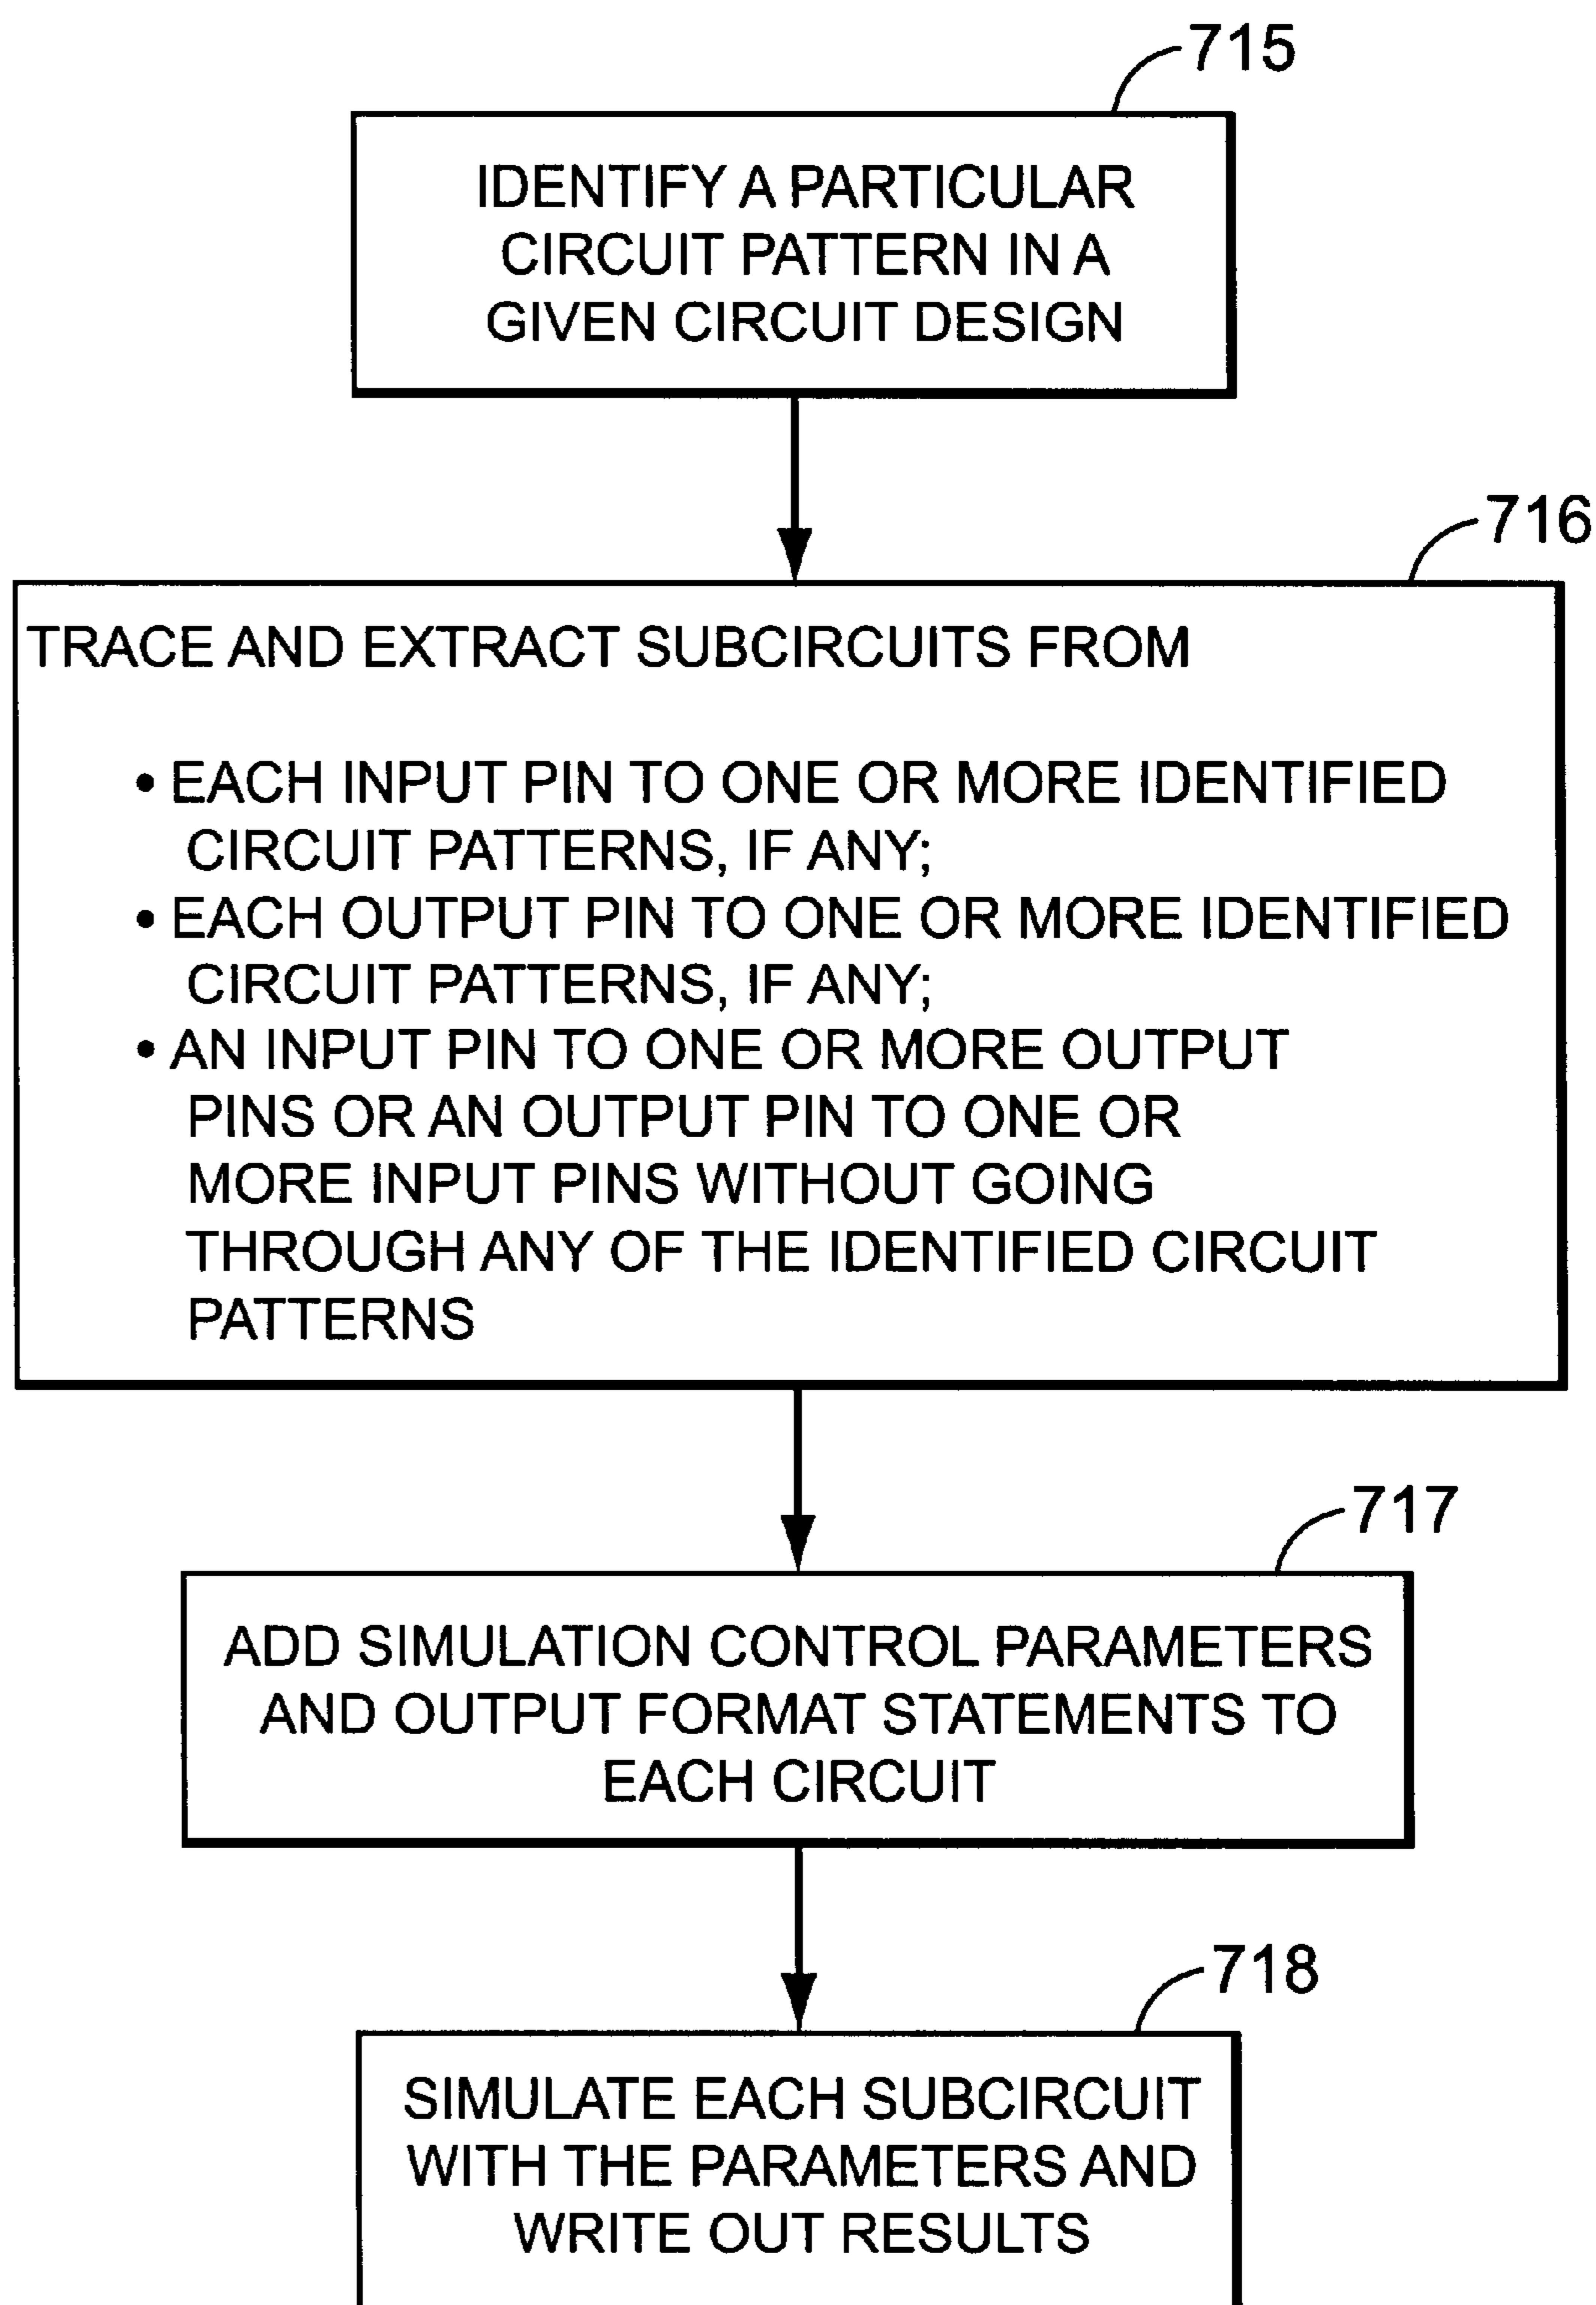 715
IDENTIFY A PARTICULAR
CIRCUIT PATTERN IN A
GIVEN CIRCUIT DESIGN
716
TRACE AND EXTRACT SUBCIRCUITS FROM
• EACH INPUT PIN TO ONE OR MORE IDENTIFIED
CIRCUIT PATTERNS, IF ANY;
• EACH OUTPUT PIN TO ONE OR MORE IDENTIFIED
CIRCUIT PATTERNS, IF ANY;
• AN INPUT PIN TO ONE OR MORE OUTPUT
PINS OR AN OUTPUT PIN TO ONE OR
MORE INPUT PINS WITHOUT GOING
THROUGH ANY OF THE IDENTIFIED CIRCUIT
PATTERNS
717
ADD SIMULATION CONTROL PARAMETERS
AND OUTPUT FORMAT STATEMENTS TO
EACH CIRCUIT
718
SIMULATE EACH SUBCIRCUIT
WITH THE PARAMETERS AND
WRITE OUT RESULTS